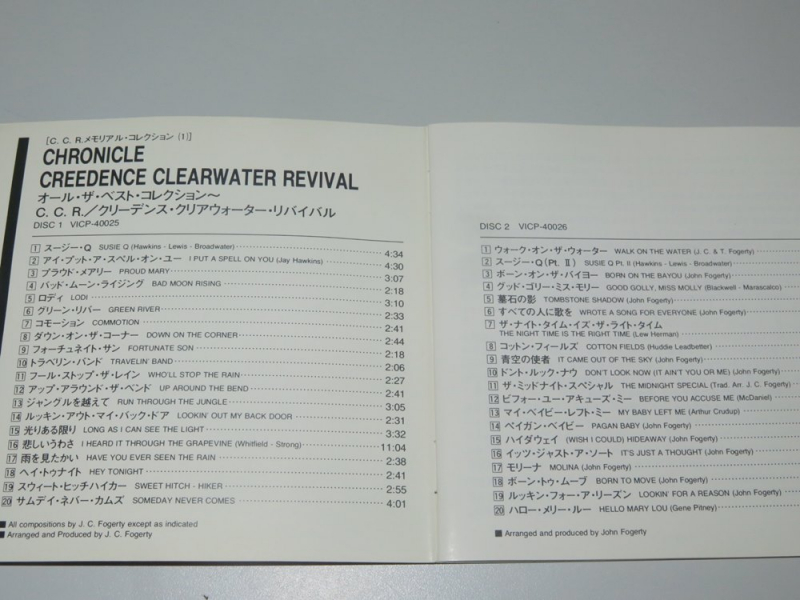 [C. C. R.メモリアル・コレクション (1)]
CHRONICLE
CREEDENCE CLEARWATER REVIVAL
オール・ザ・ベスト・コレクション〜
C. C. R./クリーデンス・クリアウォーター・リバイバル
DISC 1 VICP-40025
1 スージー・Q SUSIE Q (Hawkins - Lewis - Broadwater) 4:34
2 アイ・プット・ア・スペル・オン・ユー I PUT A SPELL ON YOU (Jay Hawkins) 4:30
3 プラウド・メアリー PROUD MARY 3:07
4 バッド・ムーン・ライジング BAD MOON RISING 2:18
5 ロディ LODI 3:10
6 グリーン・リバー GREEN RIVER 2:33
7 コモーション COMMOTION 2:41
8 ダウン・オン・ザ・コーナー DOWN ON THE CORNER 2:44
9 フォーチュネイト・サン FORTUNATE SON 2:18
10 トラベリン・バンド TRAVELIN' BAND 2:06
11 フール・ストップ・ザ・レイン WHO'LL STOP THE RAIN 2:27
12 アップ・アラウンド・ザ・ベンド UP AROUND THE BEND 2:41
13 ジャングルを越えて RUN THROUGH THE JUNGLE 3:05
14 ルッキン・アウト・マイ・バック・ドア LOOKIN' OUT MY BACK DOOR 2:31
15 光りある限り LONG AS I CAN SEE THE LIGHT 3:32
16 悲しいうわさ I HEARD IT THROUGH THE GRAPEVINE (Whitfield - Strong) 11:04
17 雨を見たかい HAVE YOU EVER SEEN THE RAIN 2:38
18 ヘイ・トゥナイト HEY TONIGHT 2:41
19 スウィート・ヒッチハイカー SWEET HITCH - HIKER 2:55
20 サムデイ・ネバー・カムズ SOMEDAY NEVER COMES 4:01
■ All compositions by J. C. Fogerty except as indicated
■ Arranged and Produced by J. C. Fogerty
DISC 2 VICP-40026
1 ウォーク・オン・ザ・ウォーター WALK ON THE WATER (J. C. & T. Fogerty)
2 スージー・Q (Pt. II) SUSIE Q Pt. II (Hawkins - Lewis - Broadwater)
3 ボーン・オン・ザ・バイヨー BORN ON THE BAYOU (John Fogerty)
4 グッド・ゴリー・ミス・モリー GOOD GOLLY, MISS MOLLY (Blackwell - Marascalco)
5 墓石の影 TOMBSTONE SHADOW (John Fogerty)
6 すべての人に歌を WROTE A SONG FOR EVERYONE (John Fogerty)
7 ザ・ナイト・タイム・イズ・ザ・ライト・タイム
THE NIGHT TIME IS THE RIGHT TIME (Lew Herman)
8 コットン・フィールズ COTTON FIELDS (Huddie Leadbetter)
9 青空の使者 IT CAME OUT OF THE SKY (John Fogerty)
10 ドント・ルック・ナウ DON'T LOOK NOW (IT AIN'T YOU OR ME) (John Fogerty)
11 ザ・ミッドナイト・スペシャル THE MIDNIGHT SPECIAL (Trad. Arr. J. C. Fogerty)
12 ビフォー・ユー・アキューズ・ミー BEFORE YOU ACCUSE ME (McDaniel)
13 マイ・ベイビー・レフト・ミー MY BABY LEFT ME (Arthur Crudup)
14 ペイガン・ベイビー PAGAN BABY (John Fogerty)
15 ハイダウェイ (WISH I COULD) HIDEAWAY (John Fogerty)
16 イッツ・ジャスト・ア・ソート IT'S JUST A THOUGHT (John Fogerty)
17 モリーナ MOLINA (John Fogerty)
18 ボーン・トゥ・ムーブ BORN TO MOVE (John Fogerty)
19 ルッキン・フォー・ア・リーズン LOOKIN' FOR A REASON (John Fogerty)
20 ハロー・メリー・ルー HELLO MARY LOU (Gene Pitney)
■ Arranged and produced by John Fogerty